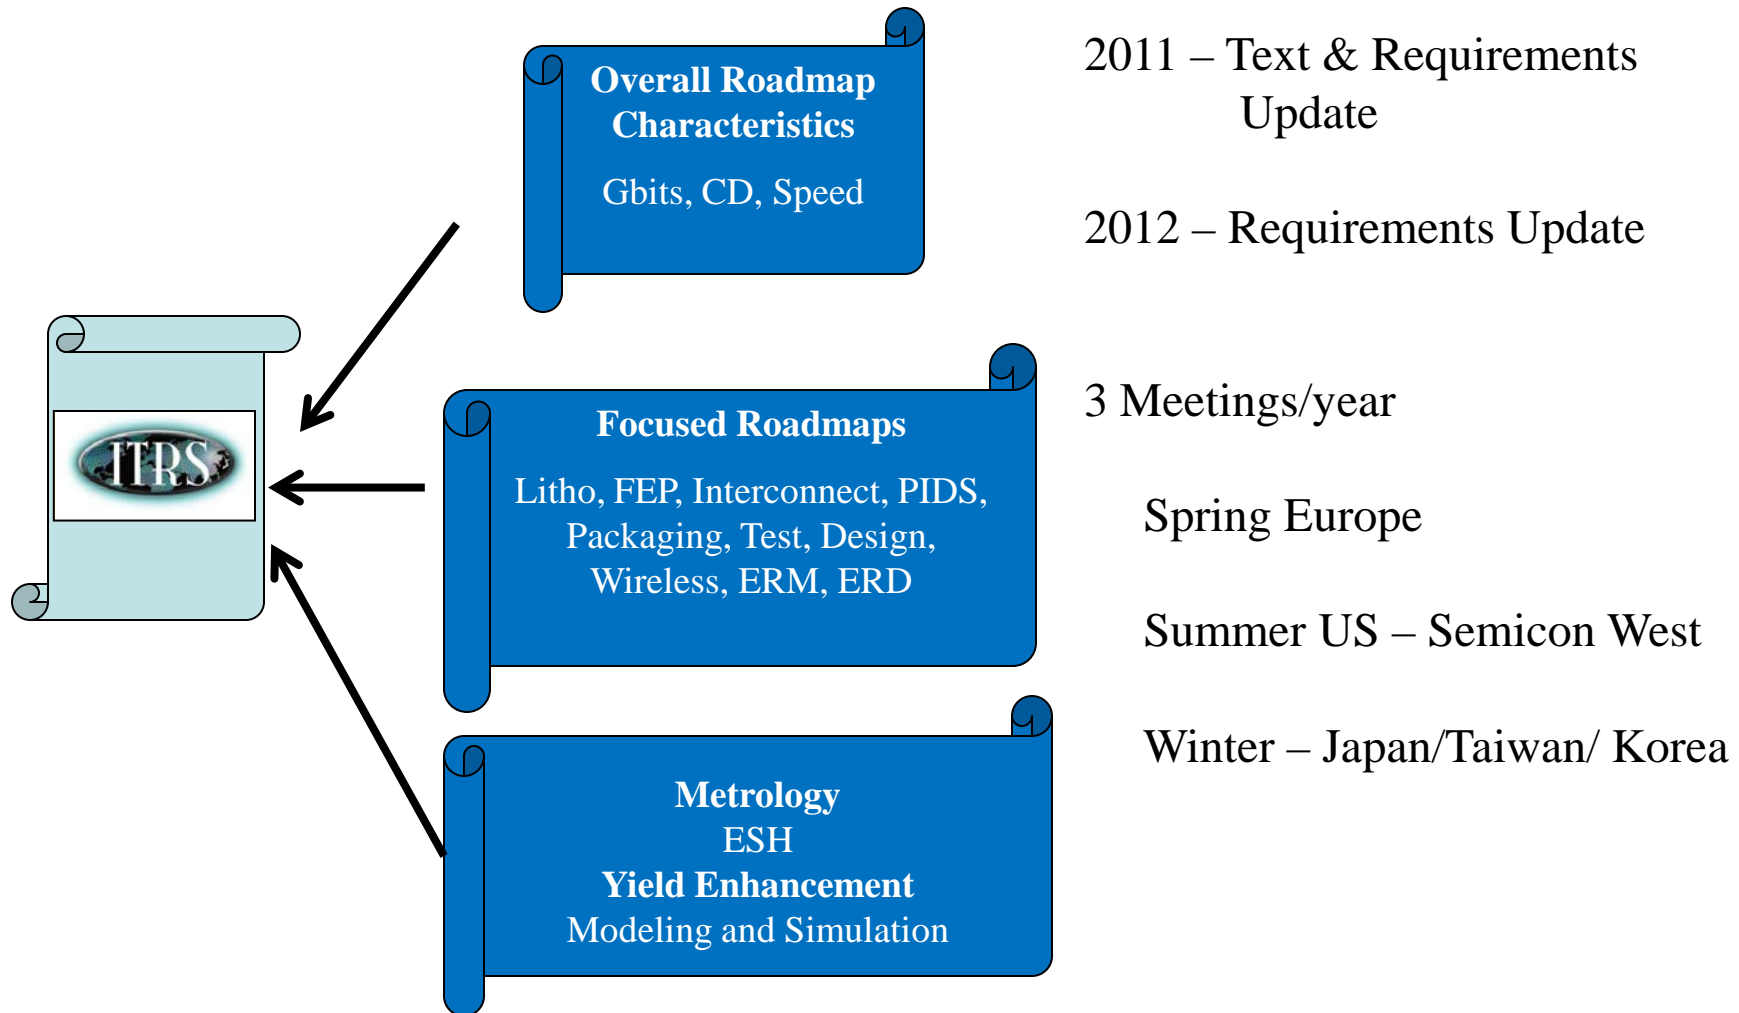 Overall Roadmap
Characteristics
Gbits, CD, Speed
ITRS
Focused Roadmaps
Litho, FEP, Interconnect, PIDS,
Packaging, Test, Design,
Wireless, ERM, ERD
Metrology
ESH
Yield Enhancement
Modeling and Simulation
2011 – Text & Requirements
Update
2012 – Requirements Update
3 Meetings/year
Spring Europe
Summer US – Semicon West
Winter – Japan/Taiwan/ Korea